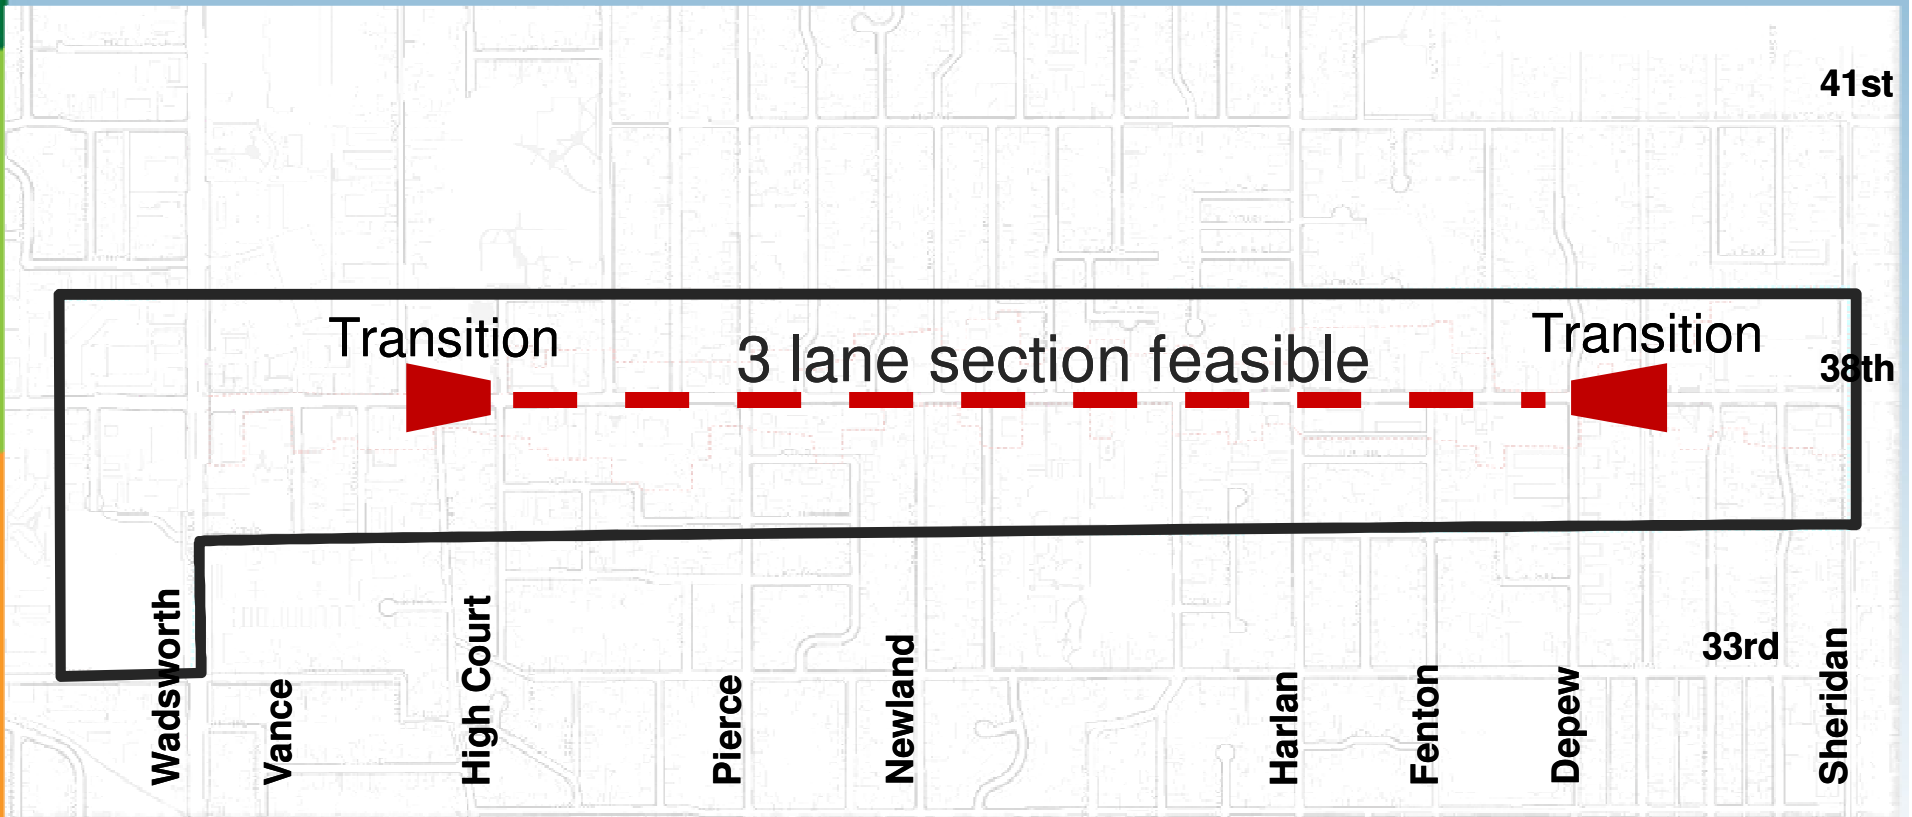 41st
Transition
3 lane section feasible
Transition
38th
Wadsworth
Vance
High Court
Pierce
Newland
Harlan
Fenton
Depew
33rd
Sheridan